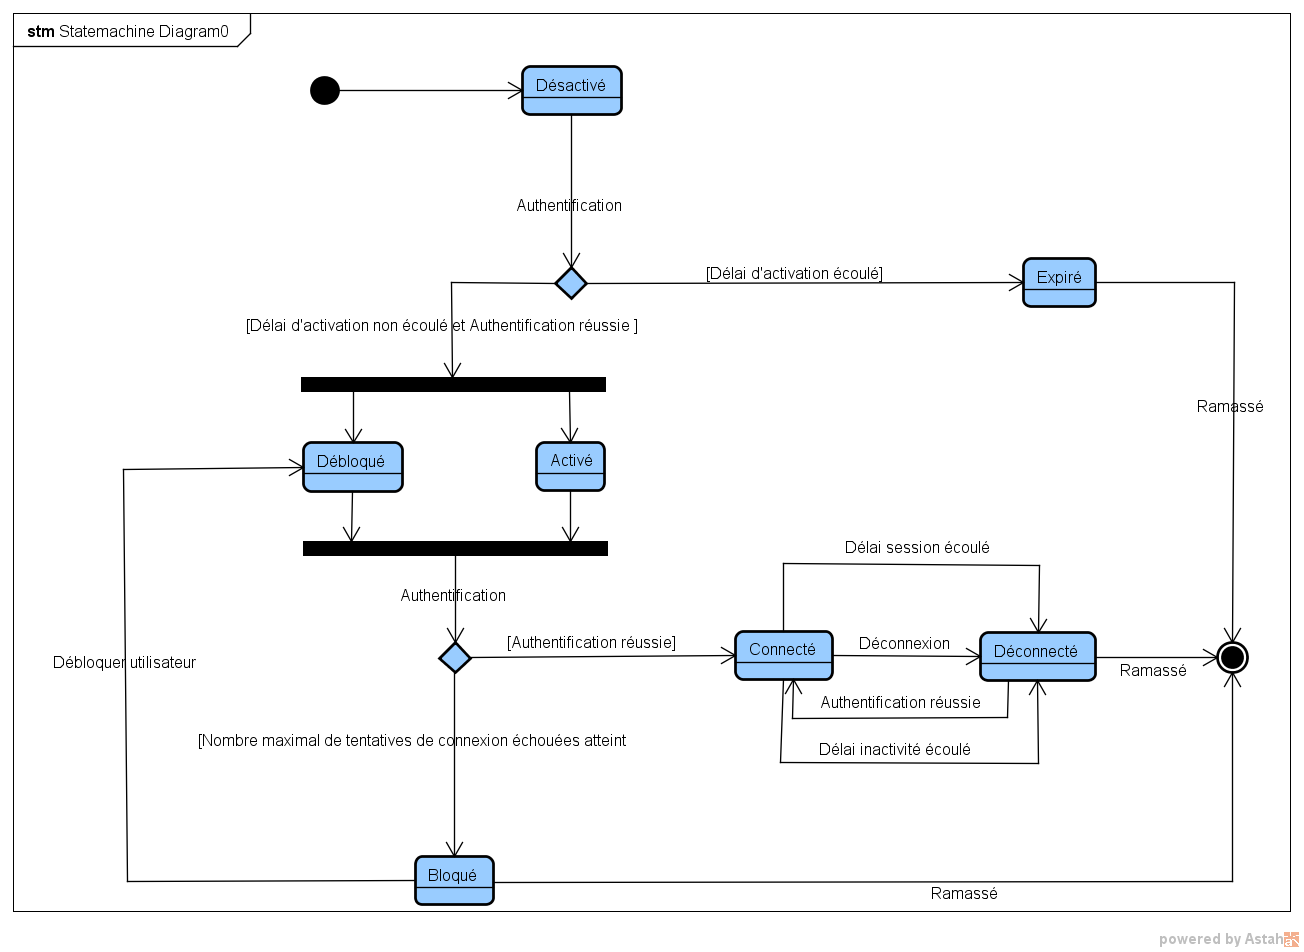 stm Statemachine Diagram0
Désactivé
Authentification
[Délai d'activation écoulé]
Expiré
[Délai d'activation non écoulé et Authentification réussie ]
Ramassé
Débloqué
Activé
Délai session écoulé
Authentification
[Authentification réussie]
Connecté
Déconnexion
Déconnecté
Débloquer utilisateur
Ramassé
Authentification réussie
[Nombre maximal de tentatives de connexion échouées atteint
Délai inactivité écoulé
Bloqué
Ramassé
powered by Astah